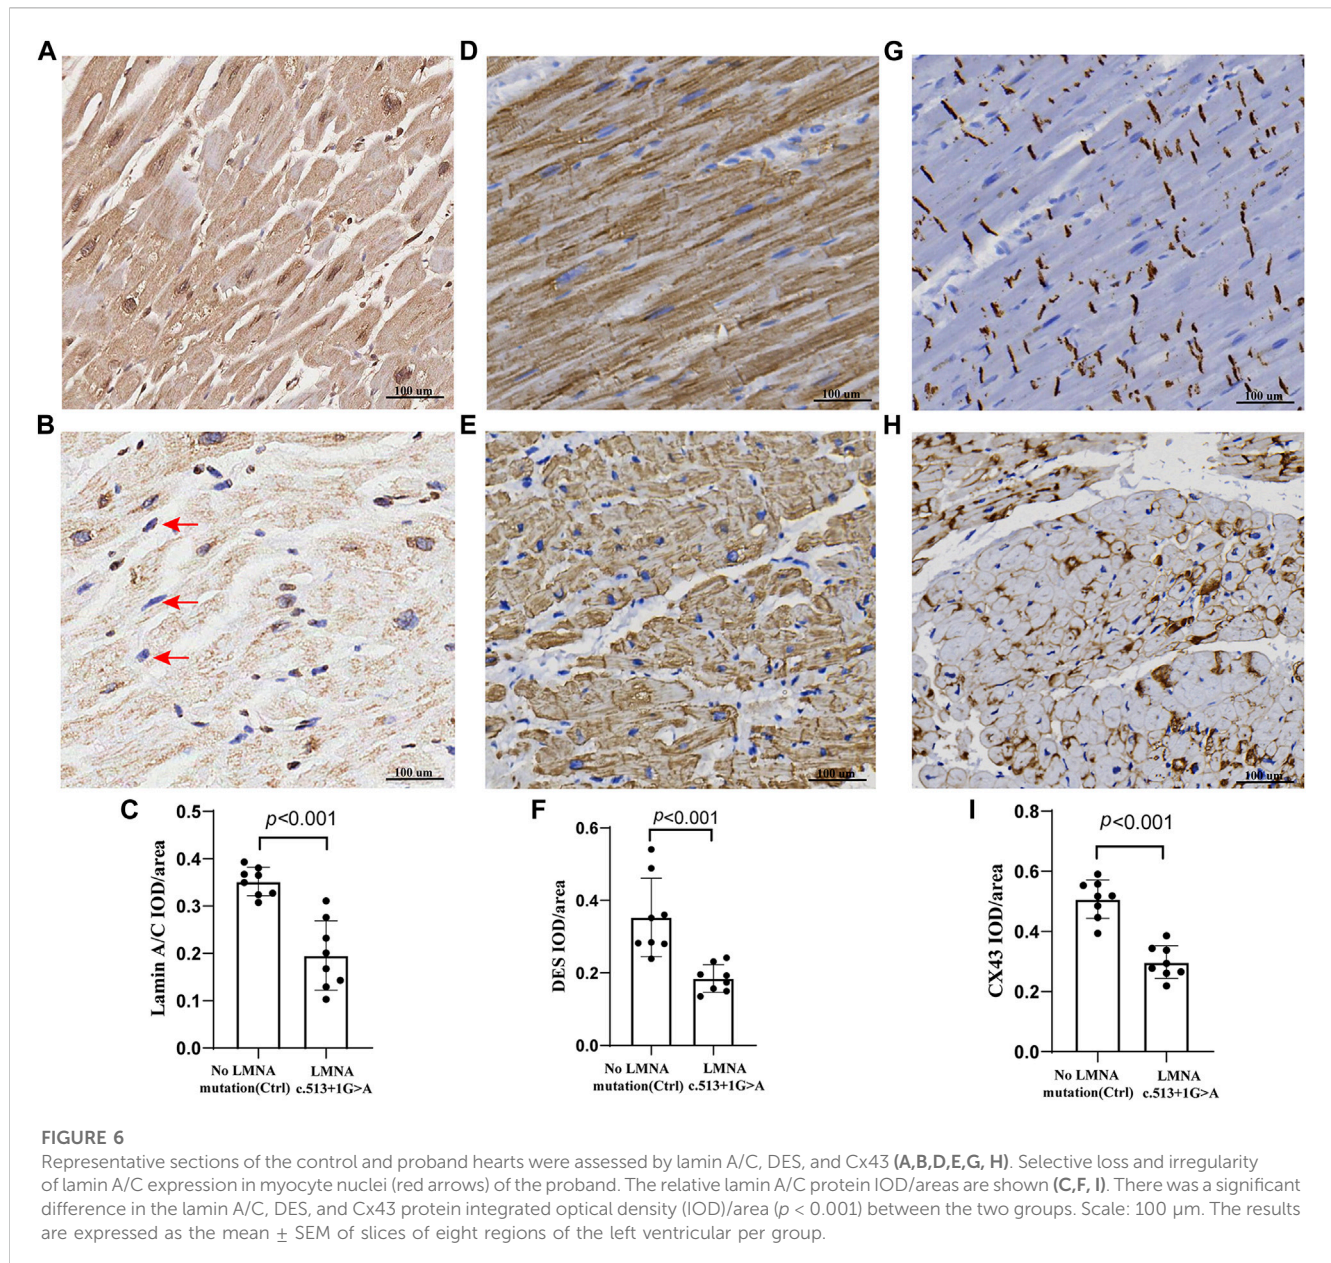 A
D
G
100 um
100 um
100 um
B
E
H
100 um
100 um
100 um
C
Lamin A/C IOD/area
0.5
0.4
0.3
0.2
0.1
0.0
p<0.001
No LMNA
mutation(Ctrl)
LMNA
c.513+1G>A
F
DES IOD/area
0.6
0.4
0.2
0.0
p<0.001
No LMNA
mutation(Ctrl)
LMNA
c.513+1G>A
I
CX43 IOD/area
0.8
0.6
0.4
0.2
0.0
p<0.001
No LMNA
mutation(Ctrl)
LMNA
c.513+1G>A
FIGURE 6
Representative sections of the control and proband hearts were assessed by lamin A/C, DES, and Cx43 (A,B,D,E,G, H). Selective loss and irregularity
of lamin A/C expression in myocyte nuclei (red arrows) of the proband. The relative lamin A/C protein IOD/areas are shown (C,F, I). There was a significant
difference in the lamin A/C, DES, and Cx43 protein integrated optical density (IOD)/area (p < 0.001) between the two groups. Scale: 100 μm. The results
are expressed as the mean ± SEM of slices of eight regions of the left ventricular per group.